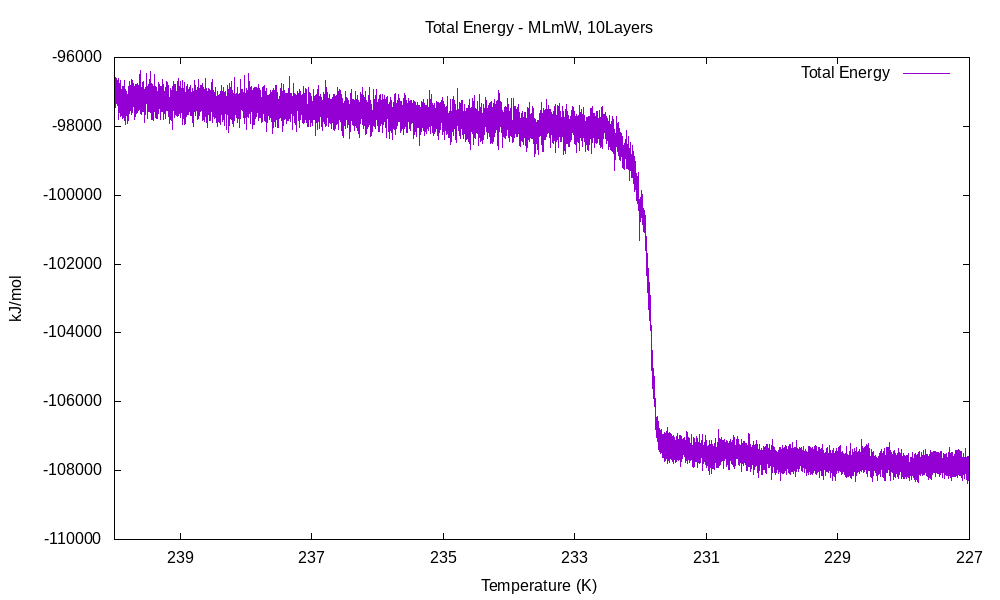 Total Energy - MLmW, 10Layers
-96000
Total Energy
-98000
-100000
-102000
kJ/mol
-104000
-106000
-108000
-110000
239 237 235 233 231 229 227
Temperature (K)